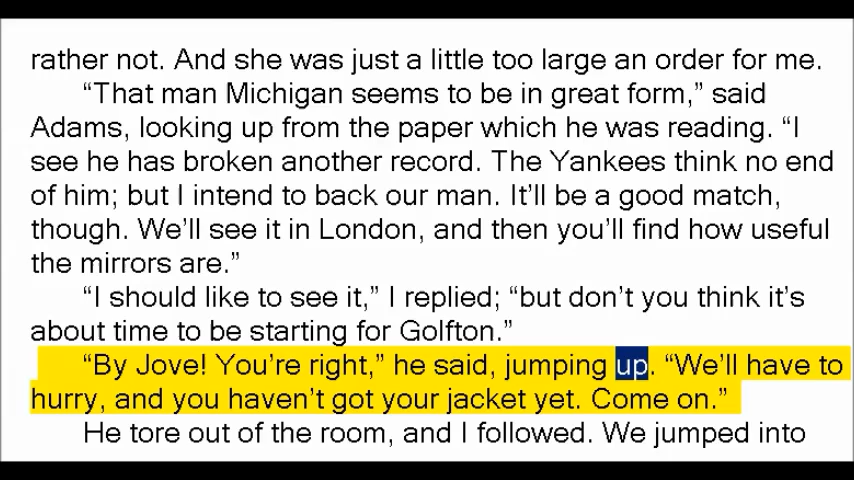 rather not. And she was just a little too large an order for me.
“That man Michigan seems to be in great form,” said
Adams, looking up from the paper which he was reading. “I
see he has broken another record. The Yankees think no end
of him; but I intend to back our man. It’ll be a good match,
though. We’ll see it in London, and then you’ll find how useful
the mirrors are.”
“I should like to see it,” I replied; “but don’t you think it’s
about time to be starting for Golfton.”
“By Jove! You’re right,” he said, jumping up. “We’ll have to
hurry, and you haven’t got your jacket yet. Come on.”
He tore out of the room, and I followed. We jumped into